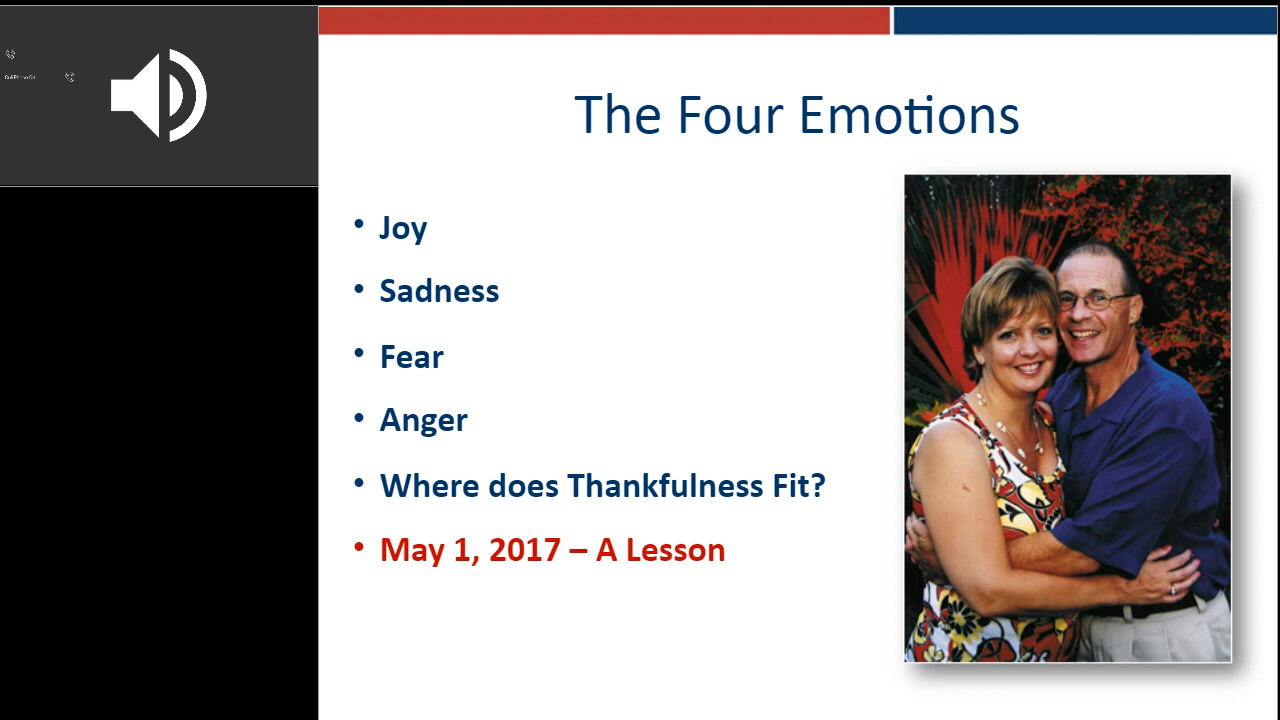 The Four Emotions
• Joy
• Sadness
• Fear
• Anger
• Where does Thankfulness Fit?
• May 1, 2017 – A Lesson